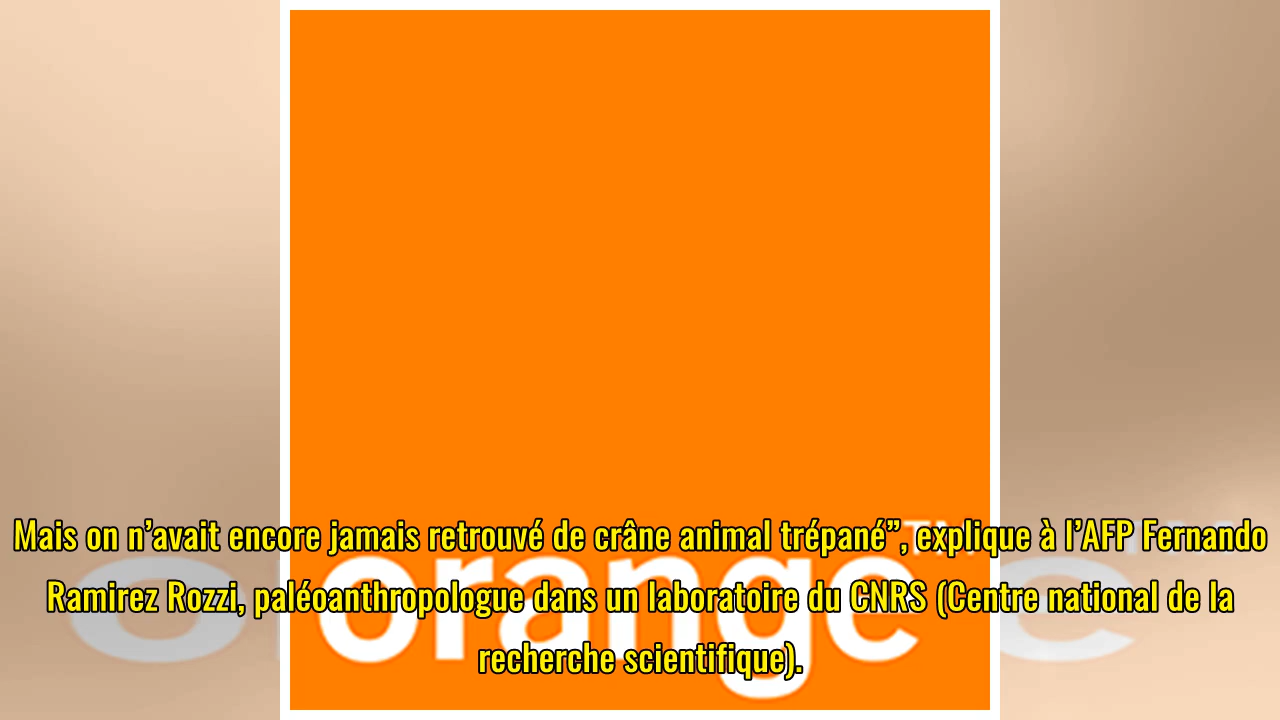 Mais on n’avait encore jamais retrouvé de crâne animal trépané”, explique à l’AFP Fernando
Ramirez Rozzi, paléoanthropologue dans un laboratoire du CNRS (Centre national de la
recherche scientifique).
orange™